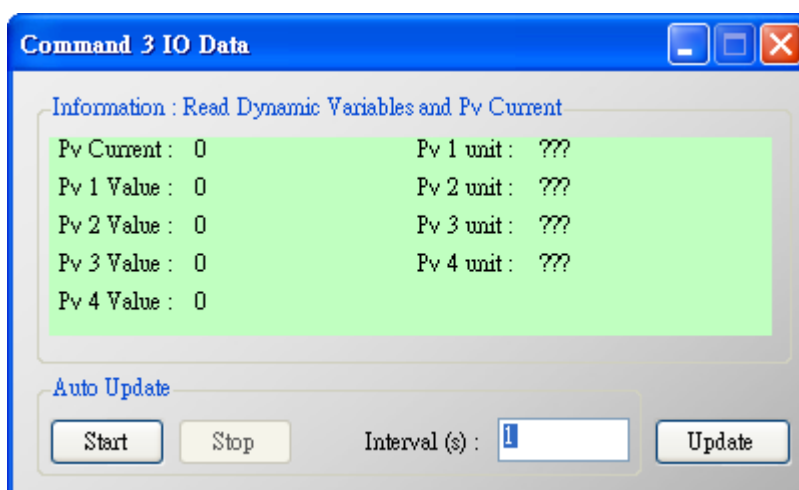 Command 3 IO Data
Information : Read Dynamic Variables and Pv Current
Pv Current : 0 Pv 1 unit : ???
Pv 1 Value : 0 Pv 2 unit : ???
Pv 2 Value : 0 Pv 3 unit : ???
Pv 3 Value : 0 Pv 4 unit : ???
Pv 4 Value : 0
Auto Update
Start Stop Interval (s) : 1 Update